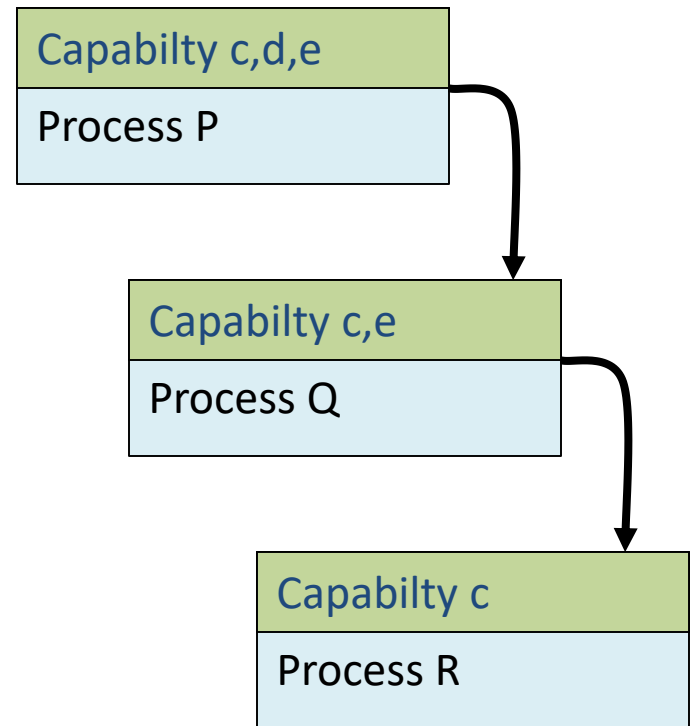 Capabilty c,d,e
Process P
Capabilty c,e
Process Q
Capabilty c
Process R